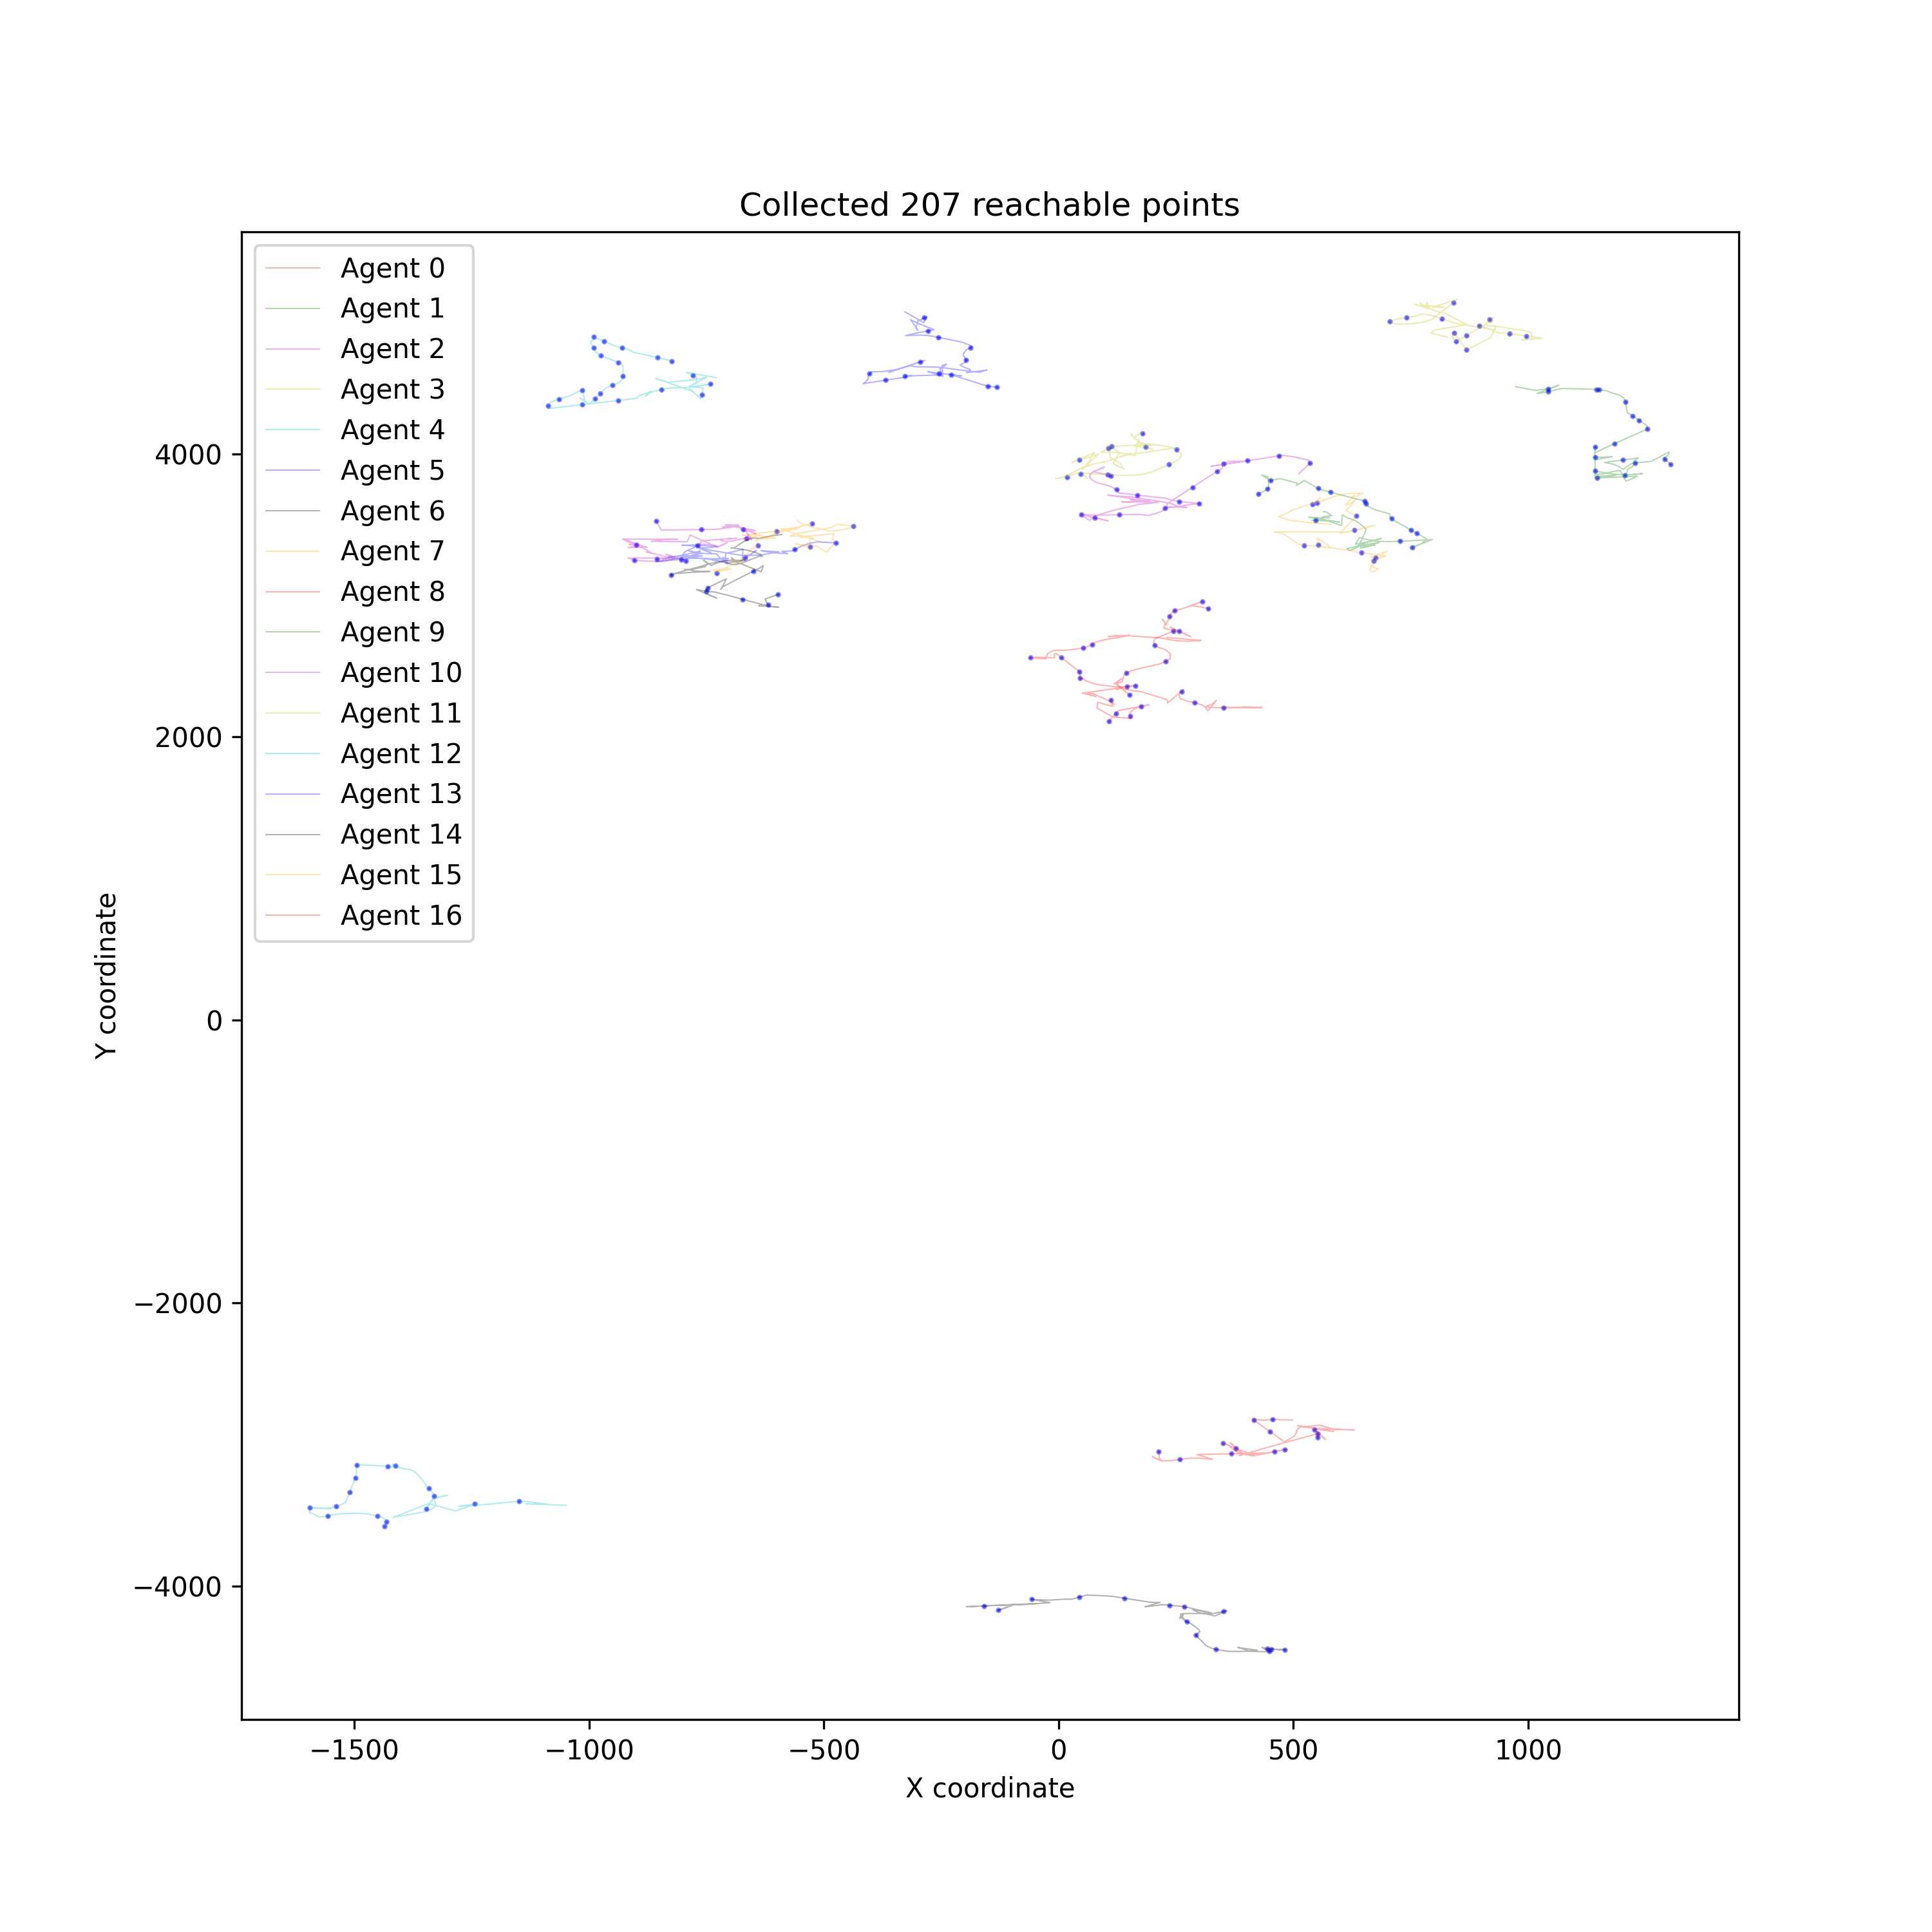 Collected 207 reachable points
Agent 0
Agent 1
Agent 2
Agent 3
Agent 4
Agent 5
Agent 6
Agent 7
Agent 8
Agent 9
Agent 10
Agent 11
Agent 12
Agent 13
Agent 14
Agent 15
Agent 16
Y coordinate
4000
2000
0
−2000
−4000
−1500 −1000 −500 0 500 1000
X coordinate